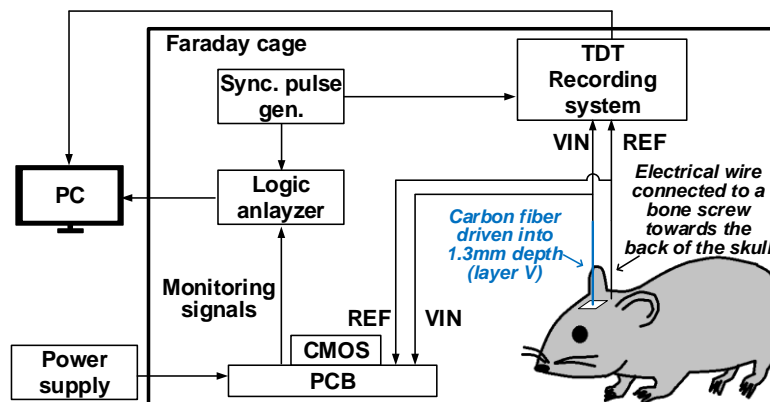 Faraday cage
TDT
Recording
system
Sync. pulse
gen.
VIN
REF
PC
Logic
anlayzer
Electrical wire
connected to a
bone screw
towards the
back of the skull
Carbon fiber
driven into
1.3mm depth
(layer V)
Monitoring
signals
REF
VIN
CMOS
PCB
Power
supply